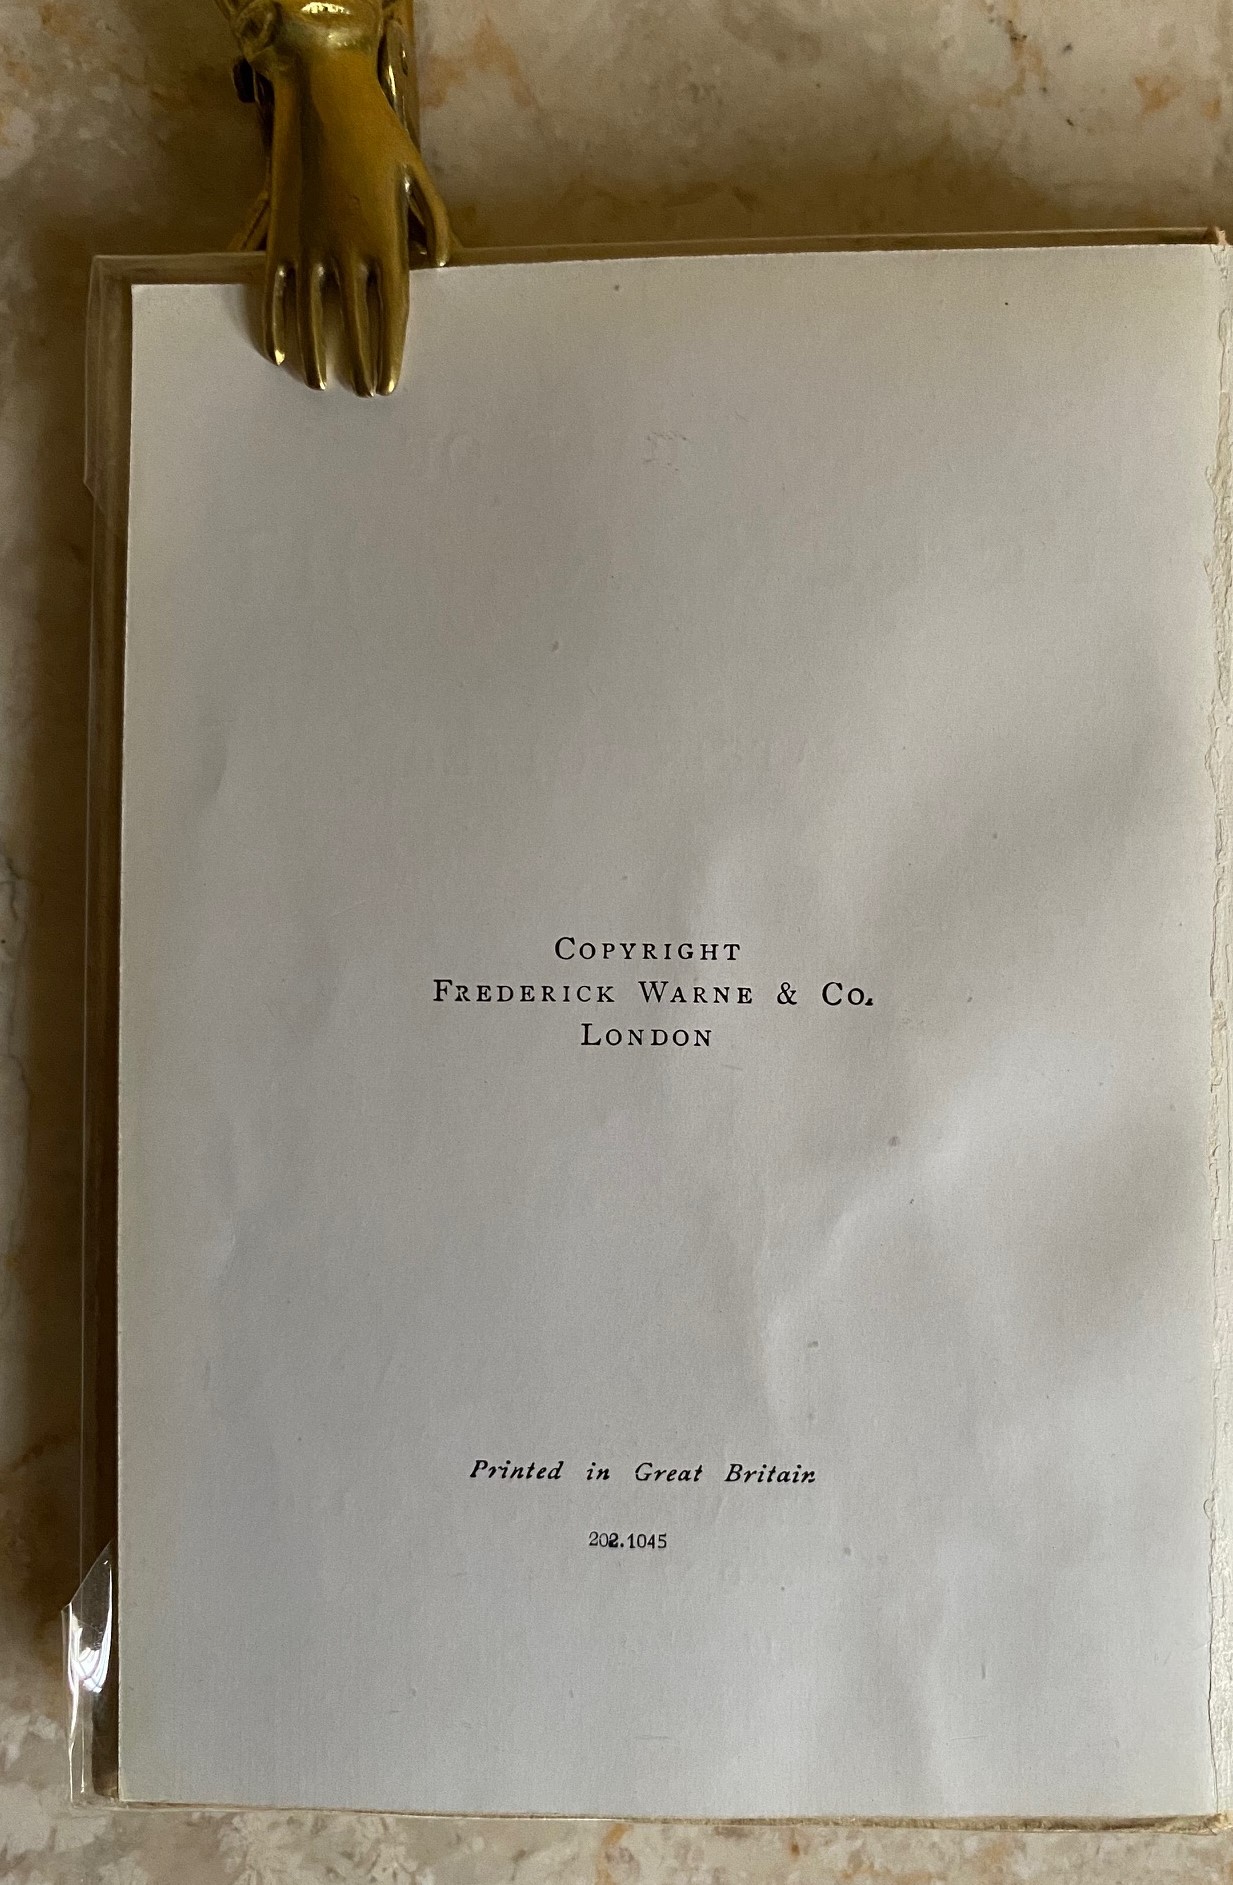 COPYRIGHT
FREDERICK WARNE & CO.
LONDON
Printed in Great Britain
202.1045